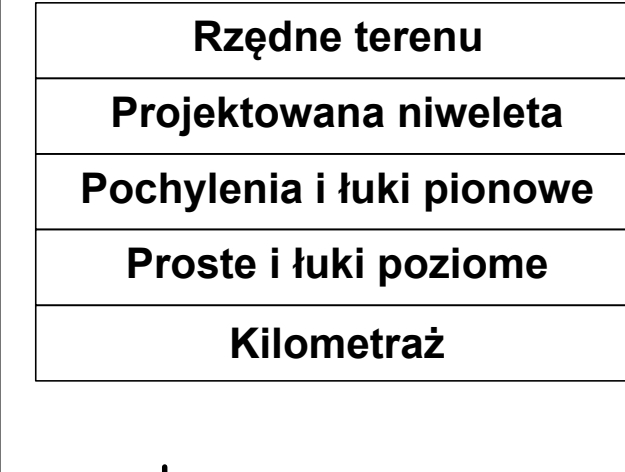 Rzędne terenu
Projektowana niweleta
Pochylenia i łuki pionowe
Proste i łuki poziome
Kilometraż